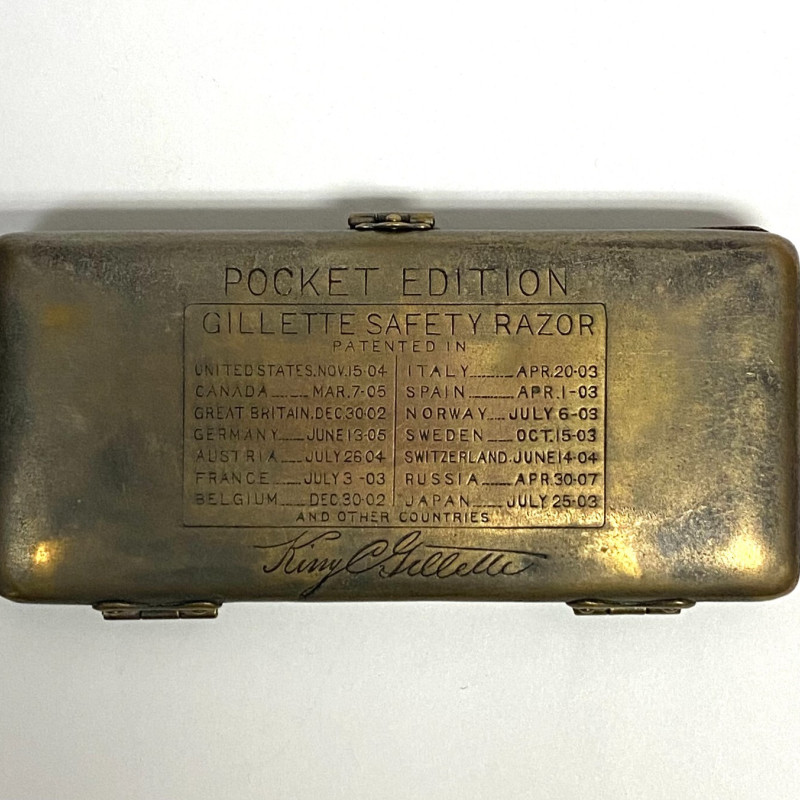 POCKET EDITION
GILLETTE SAFETY RAZOR
PATENTED IN
UNITED STATES. NOV. 15-04
CANADA MAR. 7-05
GREAT BRITAIN. DEC 30-02
GERMANY JUNE 13-05
AUSTRIA JULY 26 04
FRANCE JULY 3 -03
BELGIUM DEC 30-02
ITALY APR. 20-03
SPAIN APR. 1-03
NORWAY JULY 6-03
SWEDEN OCT. 15-03
SWITZERLAND. JUNE 14-04
RUSSIA APR. 30-07
JAPAN JULY 25-03
AND OTHER COUNTRIES
King C Gillette